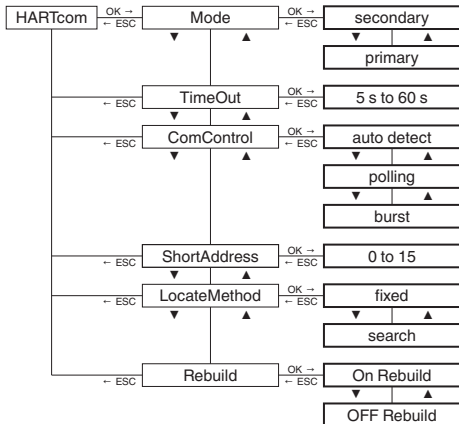 HARTcom OK → ← ESC Mode OK → ← ESC secondary
▼ ▲ ▼ ▲
primary
← ESC TimeOut OK → ← ESC 5 s to 60 s
▼ ▲
← ESC ComControl OK → ← ESC auto detect
▼ ▲ ▼ ▲
polling
▼ ▲
burst
← ESC ShortAddress OK → ← ESC 0 to 15
▼ ▲
← ESC LocateMethod OK → ← ESC fixed
▼ ▲ ▼ ▲
search
← ESC Rebuild OK → ← ESC On Rebuild
▼ ▲
OFF Rebuild